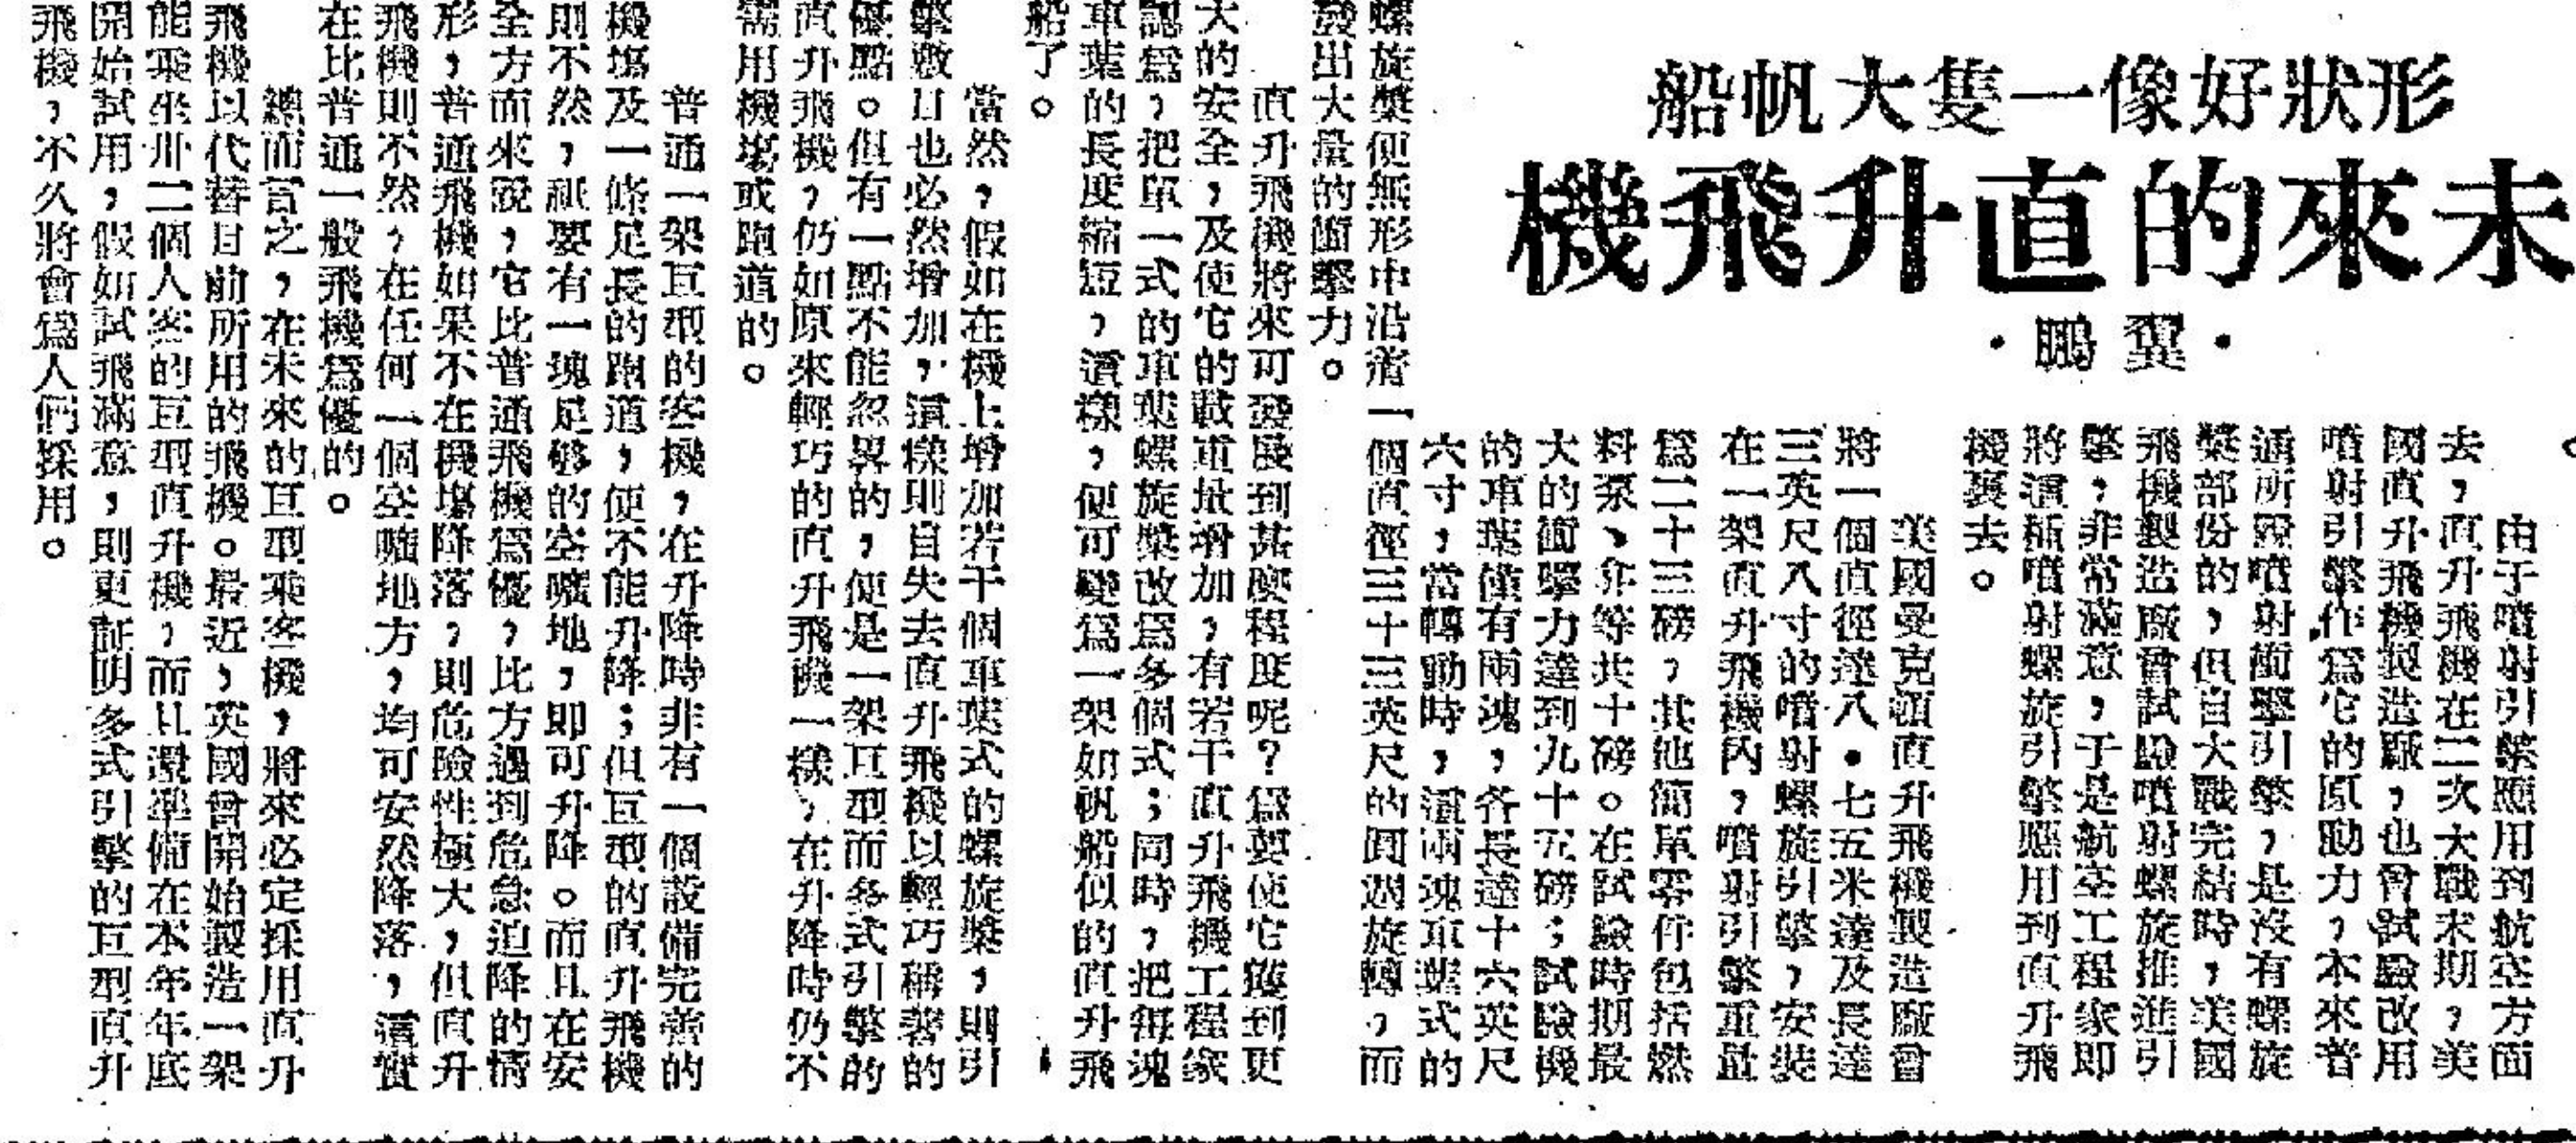 形狀好像一隻大帆船
未來的直升飛機
·翼鵬·
由于噴射引擎應用到航空方面
去，直升飛機在二次大戰末期，美
國直升飛機製造廠，也曾試驗改用
噴射引擎作爲它的原動力，本來普
通所謂噴射衝擊引擎，是沒有螺旋
槳部份的，但自大戰完結時，美國
飛機製造廠曾試驗噴射螺旋推進引
擎，非常滿意，于是航空工程家即
將這種噴射螺旋引擎應用到直升飛
機裏去。
美國曼克頓直升飛機製造廠曾
將一個直徑達八·七五米達及長達
三英尺八寸的噴射螺旋引擎，安裝
在一架直升飛機內，噴射引擎重量
爲二十三磅，其他簡單零件包括燃
料泵、弇等共十磅。在試驗時期最
大的衝擊力達到九十五磅；試驗機
的車葉僅有兩塊，各長達十六英尺
六寸，當轉動時，這兩塊車葉式的
螺旋槳便無形中沿着一個直徑三十三英尺的圓週旋轉，而
發出大量的衝擊力。
直升飛機將來可發展到甚麼程度呢？爲要使它獲到更
大的安全，及使它的載重量增加，有若干直升飛機工程家
認爲，把單一式的車葉螺旋槳改爲多個式；同時，把每塊
車葉的長度縮短，這樣，便可變爲一架如帆船似的直升飛
船了。
當然，假如在機上增加若干個車葉式的螺旋槳，則引
擎數目也必然增加，這樣則自失去直升飛機以輕巧稱著的
優點。但有一點不能忽畧的，便是一架巨型而多式引擎的
直升飛機，仍如原來輕巧的直升飛機一樣，在升降時仍不
需用機塲或跑道的。
普通一架巨型的客機，在升降時非有一個設備完善的
機塲及一條足長的跑道，便不能升降；但巨型的直升飛機
則不然，祗要有一塊足够的空曠地，即可升降。而且在安
全方面來說，它比普通飛機爲優，比方遇到危急迫降的情
形，普通飛機如果不在機塲降落，則危險性極大，但直升
飛機則不然，在任何一個空曠地方，均可安然降落，這實
在比普通一般飛機爲優的。
總而言之，在未來的巨型乘客機，將來必定採用直升
飛機以代替目前所用的飛機。最近，英國曾開始製造一架
能乘坐卅二個人客的巨型直升機，而且還準備在本年年底
開始試用，假如試飛滿意，則更証明多式引擎的巨型直升
飛機，不久將會爲人們採用。